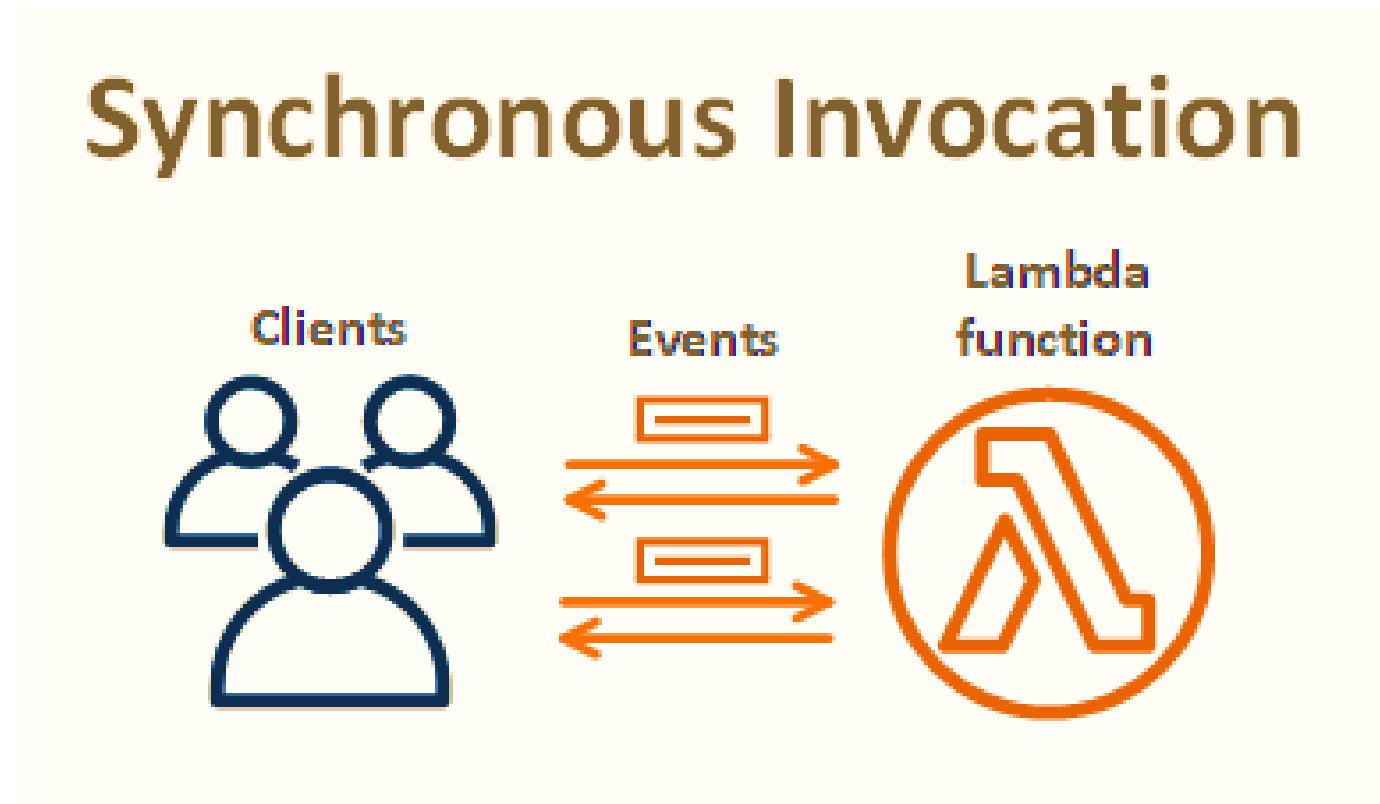 Synchronous Invocation
Clients
Events
Lambda
function